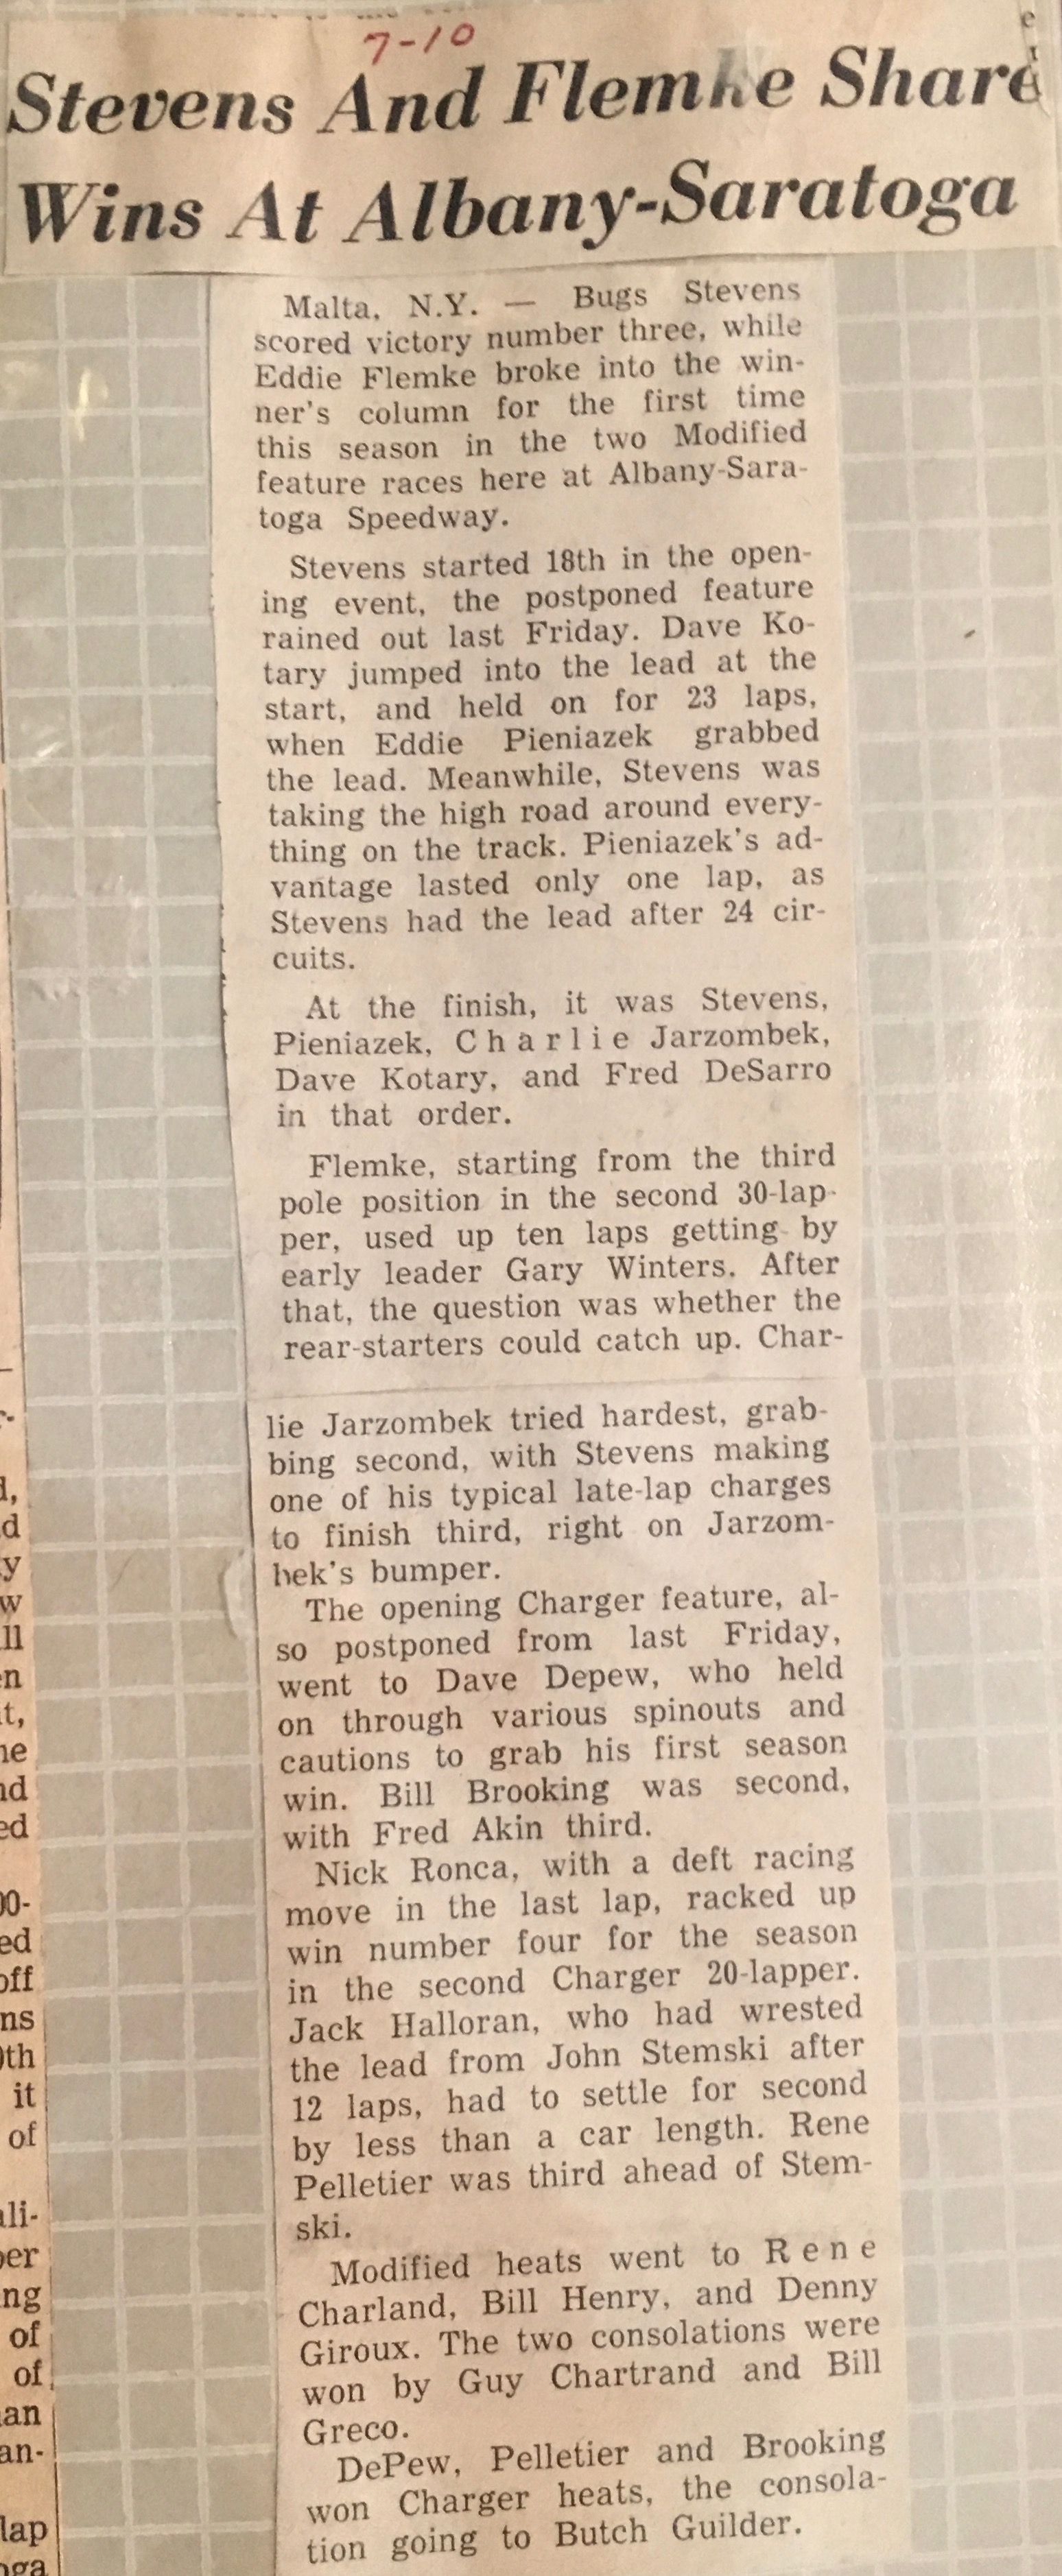 7-10
Stevens And Flemke Share
Wins At Albany-Saratoga
Malta, N.Y. — Bugs Stevens
scored victory number three, while
Eddie Flemke broke into the win-
ner's column for the first time
this season in the two Modified
feature races here at Albany-Sara-
toga Speedway.
Stevens started 18th in the open-
ing event, the postponed feature
rained out last Friday. Dave Ko-
tary jumped into the lead at the
start, and held on for 23 laps,
when Eddie Pieniazek grabbed
the lead. Meanwhile, Stevens was
taking the high road around every-
thing on the track. Pieniazek's ad-
vantage lasted only one lap, as
Stevens had the lead after 24 cir-
cuits.
At the finish, it was Stevens,
Pieniazek, Charlie Jarzombek,
Dave Kotary, and Fred DeSarro
in that order.
Flemke, starting from the third
pole position in the second 30-lap-
per, used up ten laps getting by
early leader Gary Winters. After
that, the question was whether the
rear-starters could catch up. Char-
lie Jarzombek tried hardest, grab-
bing second, with Stevens making
one of his typical late-lap charges
to finish third, right on Jarzom-
bek's bumper.
The opening Charger feature, al-
so postponed from last Friday,
went to Dave Depew, who held
on through various spinouts and
cautions to grab his first season
win. Bill Brooking was second,
with Fred Akin third.
Nick Ronca, with a deft racing
move in the last lap, racked up
win number four for the season
in the second Charger 20-lapper.
Jack Halloran, who had wrested
the lead from John Stemski after
12 laps, had to settle for second
by less than a car length. Rene
Pelletier was third ahead of Stem-
ski.
Modified heats went to Rene
Charland, Bill Henry, and Denny
Giroux. The two consolations were
won by Guy Chartrand and Bill
Greco.
DePew, Pelletier and Brooking
won Charger heats, the consola-
tion going to Butch Guilder.